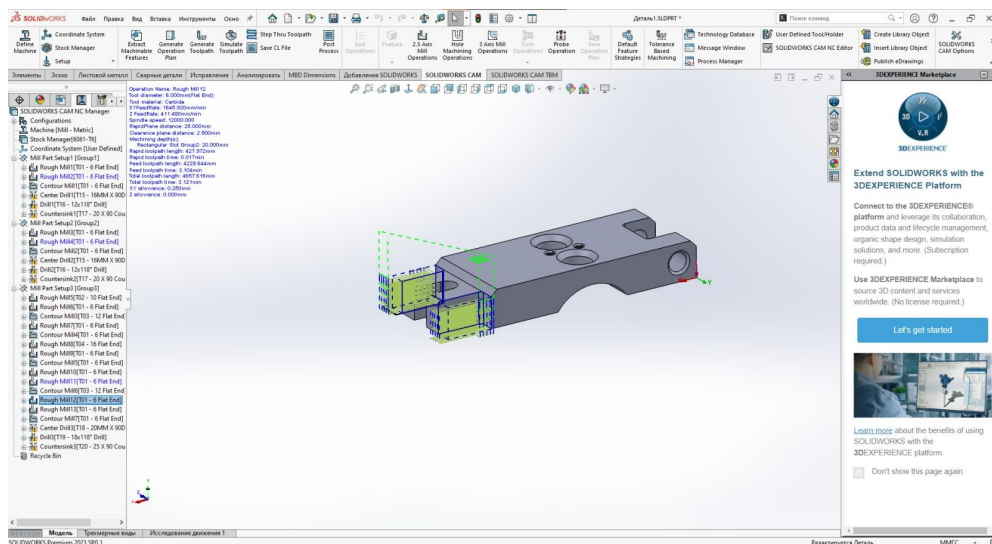 SOLIDWORKS Файл Правка Вид Вставка Инструменты Окно Деталь1.SLDPRT * Поиск команд
Define Machine
Coordinate System
Stock Manager
Setup
Extract Machinable Features
Generate Operation Plan
Generate Toolpath
Simulate Toolpath
Step Thru Toolpath
Save CL File
Post Process
Sort Operations
Feature
2.5 Axis Mill Operations
Hole Machining Operations
3 Axis Mill Operations
Turn Operations
Probe Operation
Save Operation Plan
Default Feature Strategies
Tolerance Based Machining
Technology Database
Message Window
Process Manager
User Defined Tool/Holder
SOLIDWORKS CAM NC Editor
Create Library Object
Insert Library Object
Publish eDrawings
SOLIDWORKS CAM Options
Элементы Эскиз Листовой металл Сварные детали Исправление Анализировать MBD Dimensions Добавления SOLIDWORKS SOLIDWORKS CAM SOLIDWORKS CAM TBM
SOLIDWORKS CAM NC Manager
Configurations
Machine [Mill - Metric]
Stock Manager[6061-T6]
Coordinate System [User Defined]
Mill Part Setup1 [Group1]
Rough Mill1[T01 - 6 Flat End]
Rough Mill2[T01 - 6 Flat End]
Contour Mill1[T01 - 6 Flat End]
Center Drill1[T15 - 16MM X 90D
Drill1[T16 - 12x118° Drill]
Countersink1[T17 - 20 X 90 Cou
Mill Part Setup2 [Group2]
Rough Mill3[T01 - 6 Flat End]
Rough Mill4[T01 - 6 Flat End]
Contour Mill2[T01 - 6 Flat End]
Center Drill2[T15 - 16MM X 90D
Drill2[T16 - 12x118° Drill]
Countersink2[T17 - 20 X 90 Cou
Mill Part Setup3 [Group3]
Rough Mill5[T02 - 10 Flat End]
Rough Mill6[T01 - 6 Flat End]
Contour Mill3[T03 - 12 Flat End
Rough Mill7[T01 - 6 Flat End]
Contour Mill4[T01 - 6 Flat End]
Rough Mill8[T04 - 16 Flat End]
Rough Mill9[T01 - 6 Flat End]
Contour Mill5[T01 - 6 Flat End]
Rough Mill10[T01 - 6 Flat End]
Rough Mill11[T01 - 6 Flat End]
Contour Mill6[T03 - 12 Flat End
Rough Mill12[T01 - 6 Flat End]
Rough Mill13[T01 - 6 Flat End]
Contour Mill7[T01 - 6 Flat End]
Center Drill3[T18 - 20MM X 90D
Drill3[T19 - 18x118° Drill]
Countersink3[T20 - 25 X 90 Cou
Recycle Bin
Operation Name: Rough Mill12
Tool diameter: 6.000mm(Flat End)
Tool material: Carbide
XYFeedRate: 1645.920mm/min
Z FeedRate: 411.480mm/min
Spindle speed: 12000.000
RapidPlane distance: 25.000mm
Clearance plane distance: 2.500mm
Machining depth(s):
Rectangular Slot Group2: 20.000mm
Rapid toolpath length: 427.972mm
Rapid toolpath time: 0.017min
Feed toolpath length: 4229.644mm
Feed toolpath time: 3.104min
Total toolpath length: 4657.616mm
Total toolpath time: 3.121min
XY allowance: 0.250mm
Z allowance: 0.000mm
3DEXPERIENCE Marketplace
3D
V,R
3DEXPERIENCE
Extend SOLIDWORKS with the
3DEXPERIENCE Platform
Connect to the 3DEXPERIENCE®
platform and leverage its collaboration,
product data and lifecycle management,
organic shape design, simulation
solutions, and more. (Subscription
required.)
Use 3DEXPERIENCE Marketplace to
source 3D content and services
worldwide. (No license required.)
Let's get started
Learn more about the benefits of using
SOLIDWORKS with the
3DEXPERIENCE platform.
Don't show this page again.
Модель Трехмерные виды Исследование движения 1
SOLIDWORKS Premium 2023 SP0.1 Редактируется Деталь ММГС